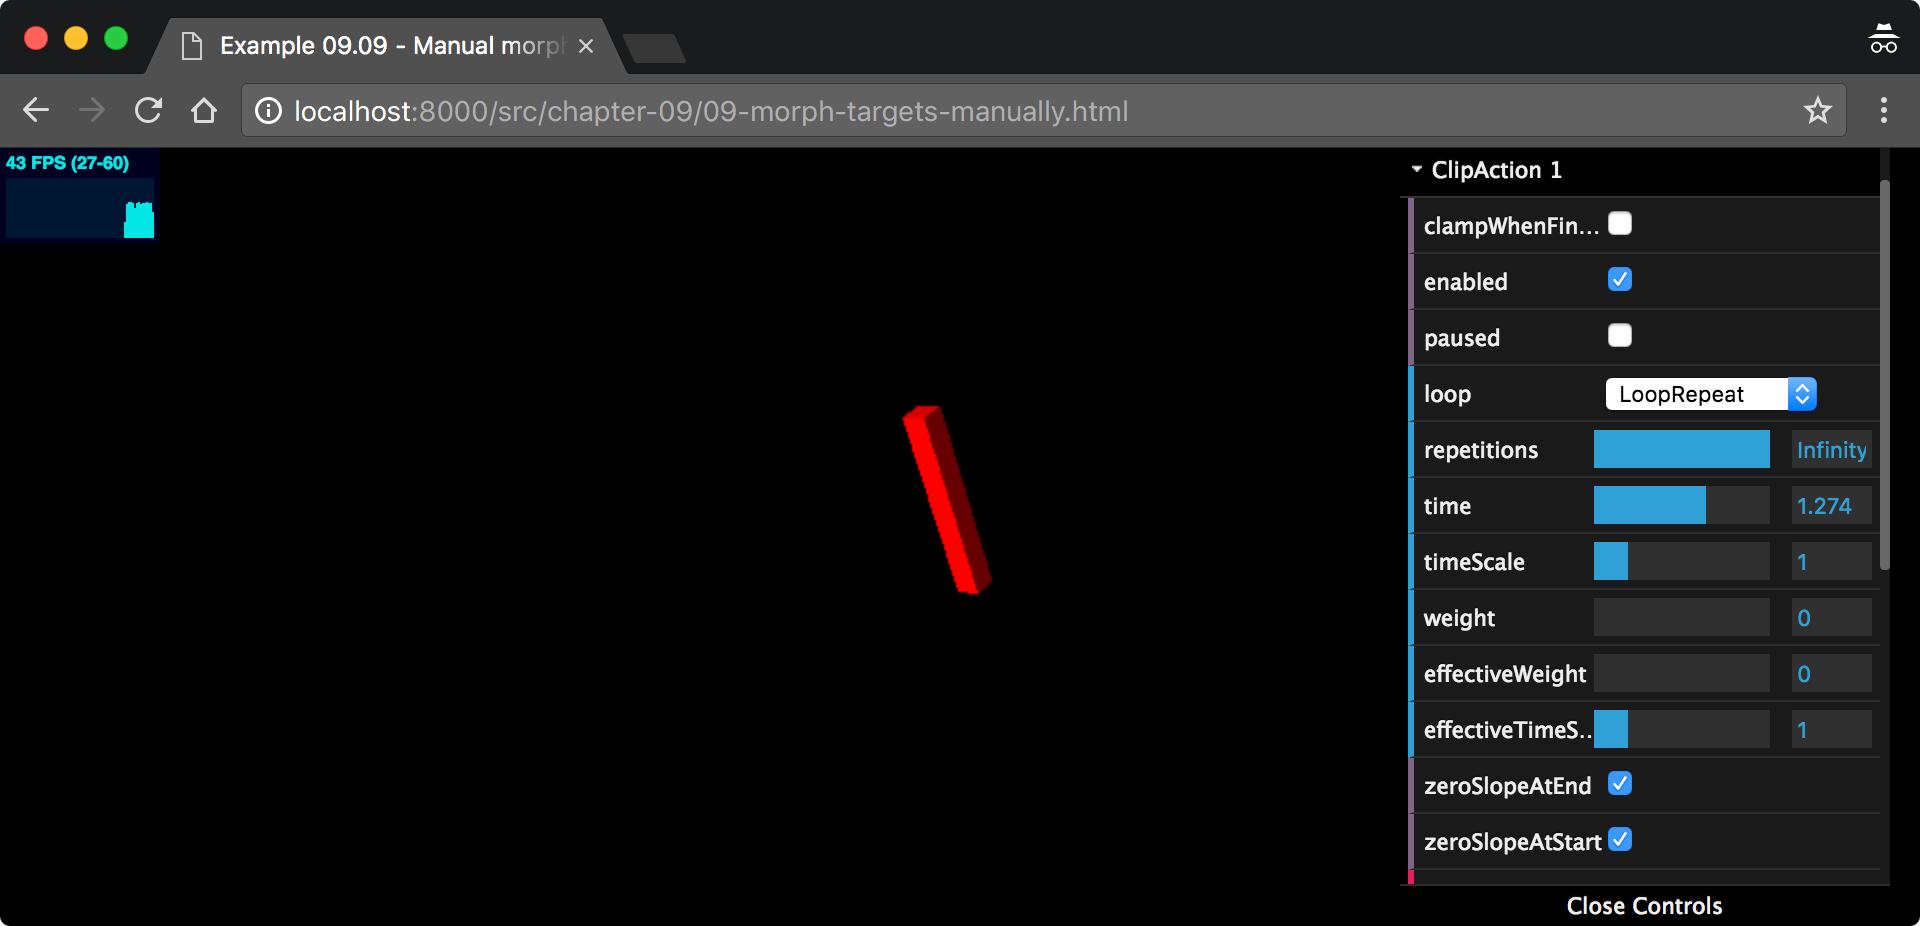 Example 09.09 - Manual morph
localhost:8000/src/chapter-09/09-morph-targets-manually.html
43 FPS (27-60)
ClipAction 1
clampWhenFin...
enabled
paused
loop LoopRepeat
repetitions Infinity
time 1.274
timeScale 1
weight 0
effectiveWeight 0
effectiveTimeS... 1
zeroSlopeAtEnd
zeroSlopeAtStart
Close Controls